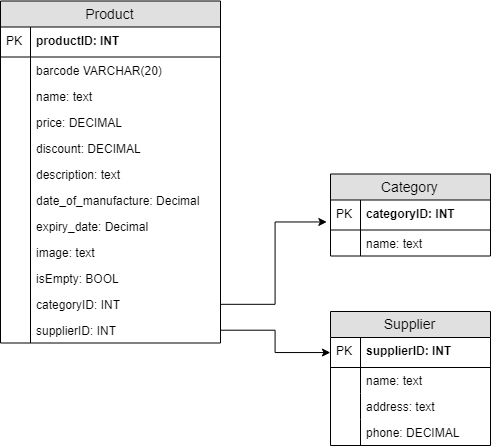 Product
PK productID: INT
barcode VARCHAR(20)
name: text
price: DECIMAL
discount: DECIMAL
description: text
date_of_manufacture: Decimal
expiry_date: Decimal
image: text
isEmpty: BOOL
categoryID: INT
supplierID: INT
Category
PK categoryID: INT
name: text
Supplier
PK supplierID: INT
name: text
address: text
phone: DECIMAL